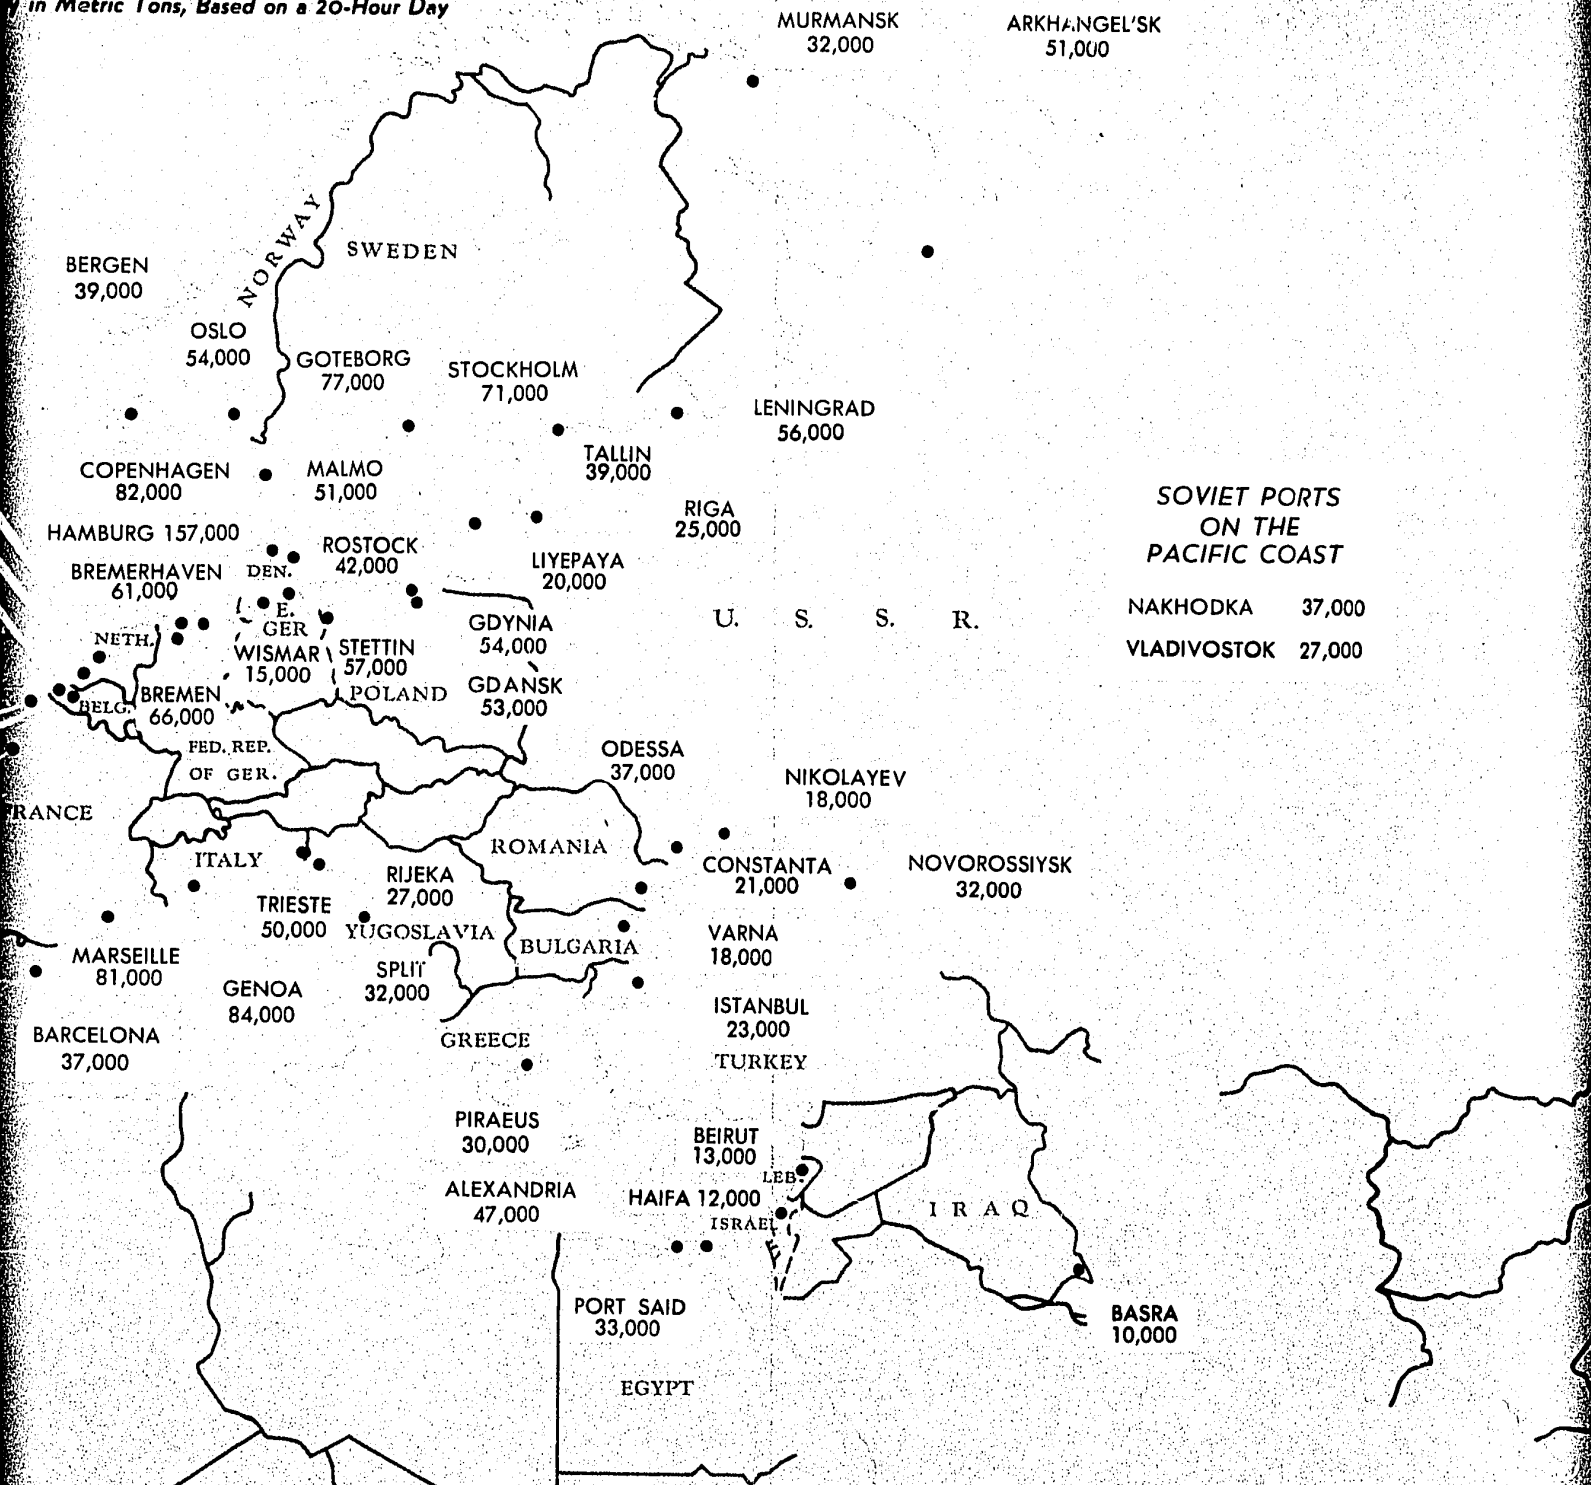 in Metric Tons, Based on a 20-Hour Day
MURMANSK
32,000
ARKHANGEL'SK
51,000
NORWAY
SWEDEN
BERGEN
39,000
OSLO
54,000
GOTEBORG
77,000
STOCKHOLM
71,000
LENINGRAD
56,000
TALLIN
39,000
COPENHAGEN
82,000
MALMO
51,000
RIGA
25,000
SOVIET PORTS
ON THE
PACIFIC COAST
NAKHODKA 37,000
VLADIVOSTOK 27,000
HAMBURG 157,000
ROSTOCK
42,000
LIYEPAYA
20,000
BREMERHAVEN
61,000
DEN.
E.
GER
U. S. S. R.
GDYNIA
54,000
NETH.
WISMAR
15,000
STETTIN
57,000
POLAND
GDANSK
53,000
BELG.
BREMEN
66,000
FED. REP.
OF GER.
ODESSA
37,000
NIKOLAYEV
18,000
RANCE
ITALY
ROMANIA
RIJEKA
27,000
CONSTANTA
21,000
NOVOROSSIYSK
32,000
TRIESTE
50,000
YUGOSLAVIA
BULGARIA
VARNA
18,000
MARSEILLE
81,000
SPLIT
32,000
GENOA
84,000
ISTANBUL
23,000
BARCELONA
37,000
GREECE
TURKEY
PIRAEUS
30,000
BEIRUT
13,000
LEB.
ALEXANDRIA
47,000
HAIFA 12,000
ISRAEL
IRAQ
PORT SAID
33,000
BASRA
10,000
EGYPT